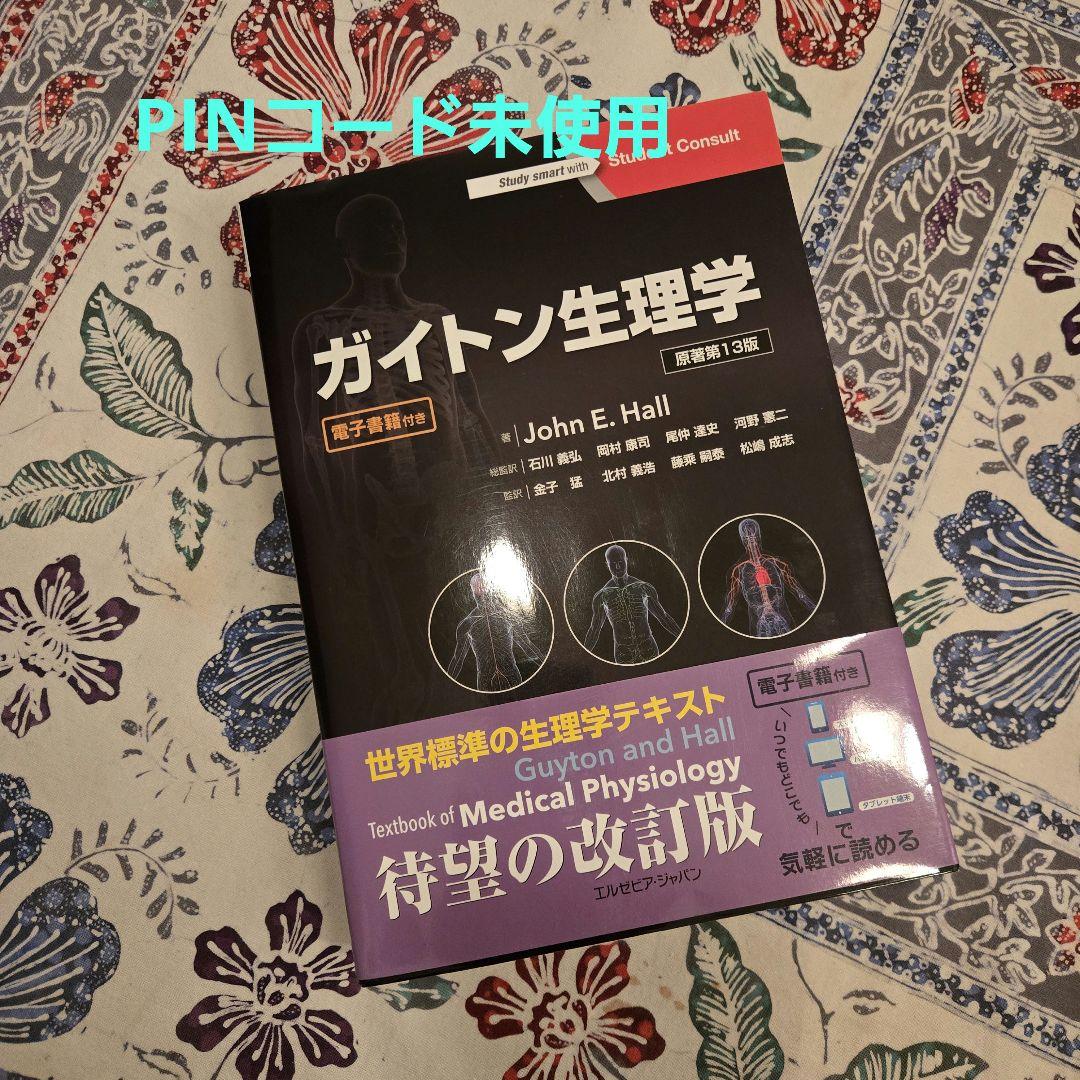 PINコード未使用
Study smart with
Student Consult
ガイトン生理学
原著第13版
電子書籍付き
著 John E. Hall
総監訳 石川 義弘 岡村 康司 尾仲 達史 河野 憲二
監訳 金子 猛 北村 義浩 藤乗 嗣泰 松嶋 成志
世界標準の生理学テキスト
Guyton and Hall
Textbook of Medical Physiology
待望の改訂版
エルゼビア・ジャパン
電子書籍付き
いつでもどこでも
タブレット端末
で
気軽に読める